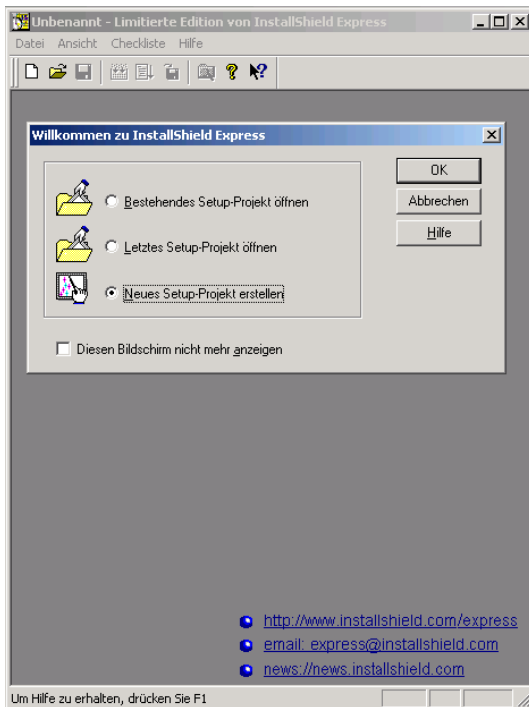 Unbenannt - Limitierte Edition von InstallShield Express
Datei Ansicht Checkliste Hilfe
Willkommen zu InstallShield Express
OK
Bestehendes Setup-Projekt öffnen
Abbrechen
Letztes Setup-Projekt öffnen
Hilfe
Neues Setup-Projekt erstellen
Diesen Bildschirm nicht mehr anzeigen
http://www.installshield.com/express
email: express@installshield.com
news://news.installshield.com
Um Hilfe zu erhalten, drücken Sie F1